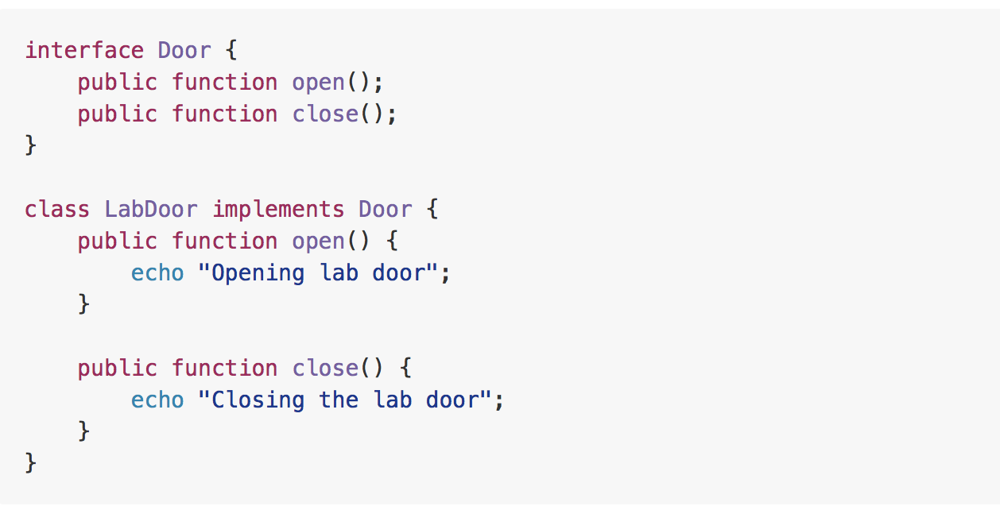 interface Door {
    public function open();
    public function close();
}

class LabDoor implements Door {
    public function open() {
        echo "Opening lab door";
    }

    public function close() {
        echo "Closing the lab door";
    }
}